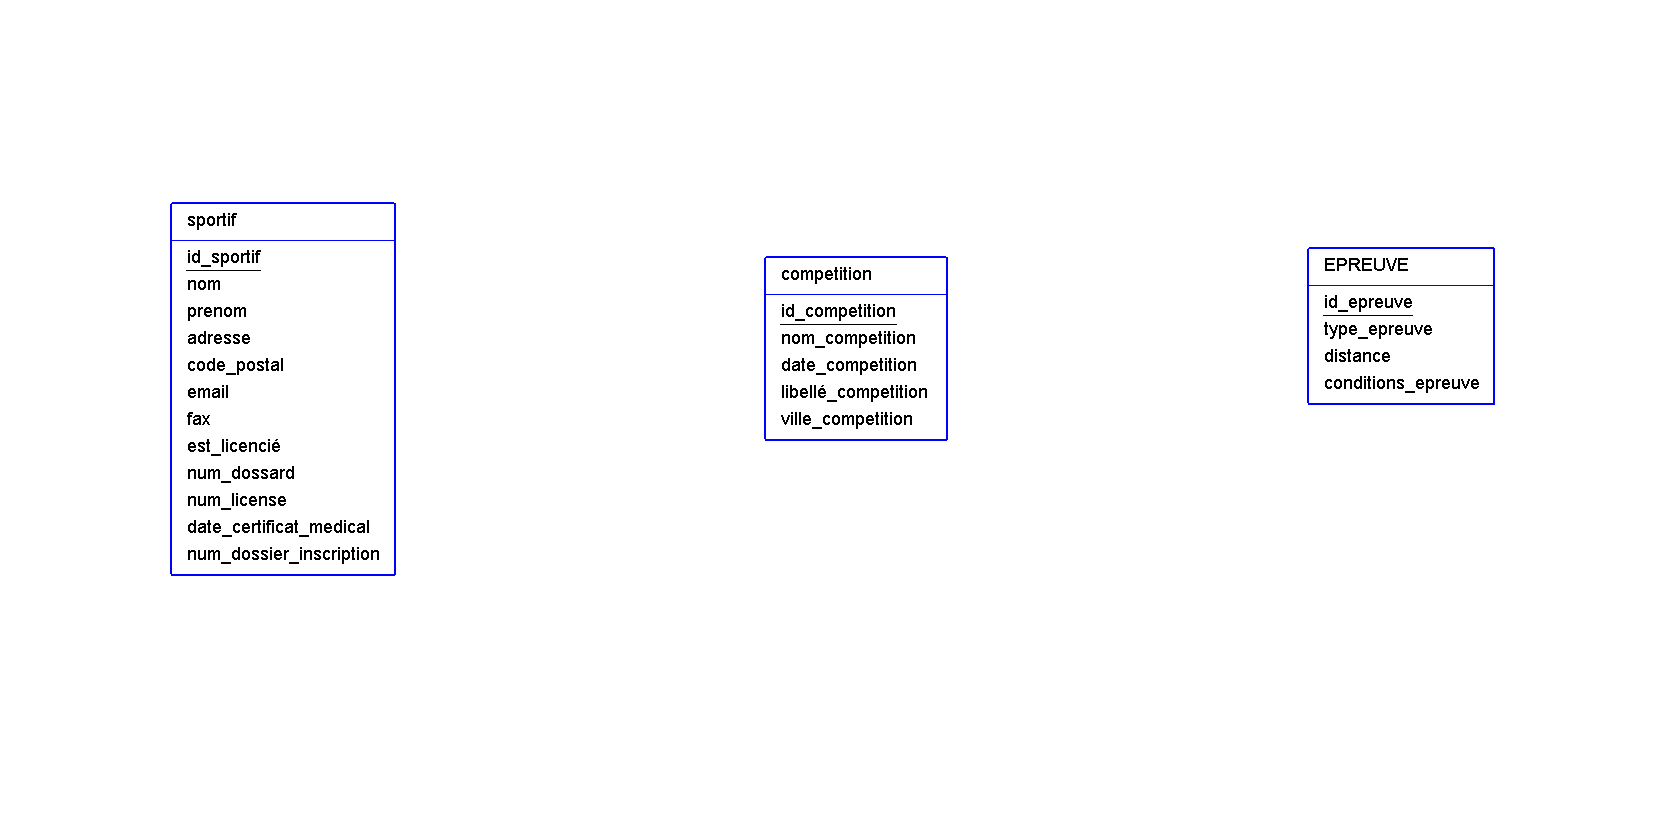 sportif
id_sportif
nom
prenom
adresse
code_postal
email
fax
est_licencié
num_dossard
num_license
date_certificat_medical
num_dossier_inscription
competition
id_competition
nom_competition
date_competition
libellé_competition
ville_competition
EPREUVE
id_epreuve
type_epreuve
distance
conditions_epreuve